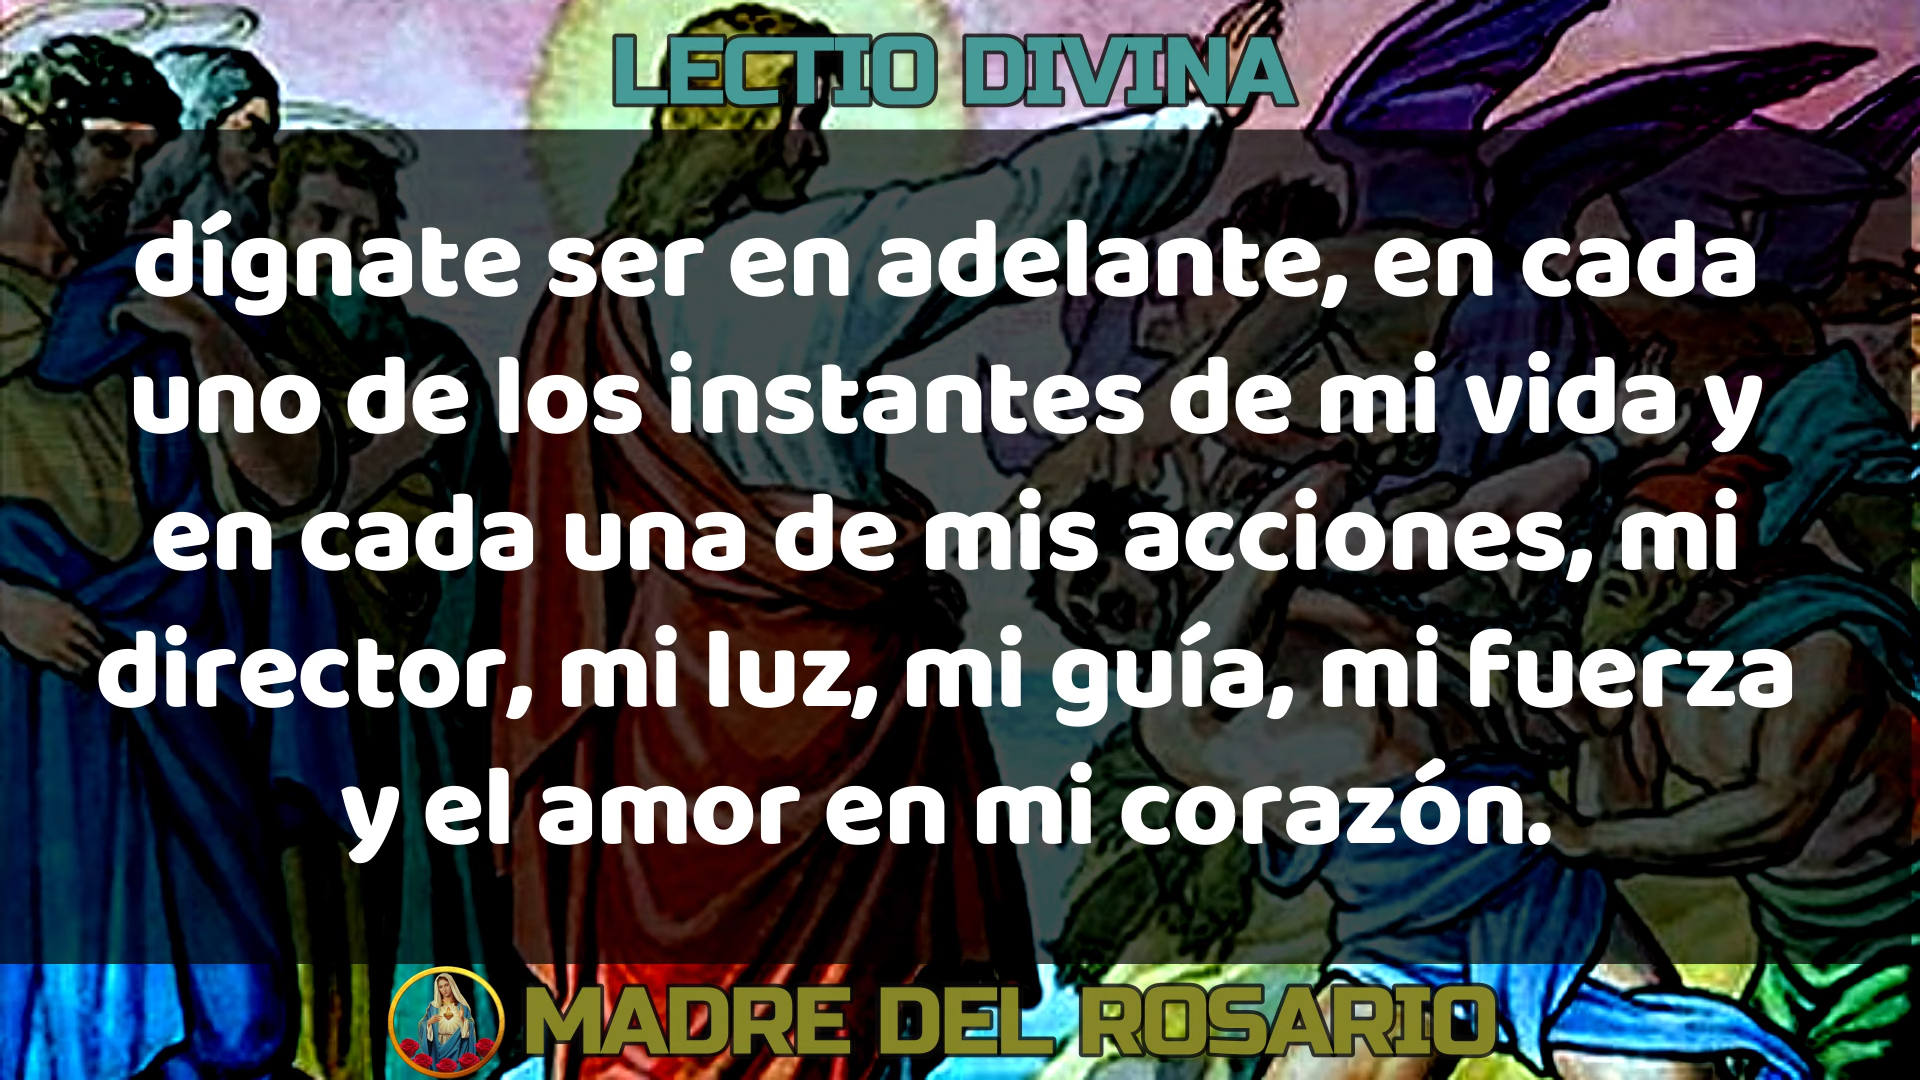 LECTIO DIVINA
dígnate ser en adelante, en cada
uno de los instantes de mi vida y
en cada una de mis acciones, mi
director, mi luz, mi guía, mi fuerza
y el amor en mi corazón.
MADRE DEL ROSARIO